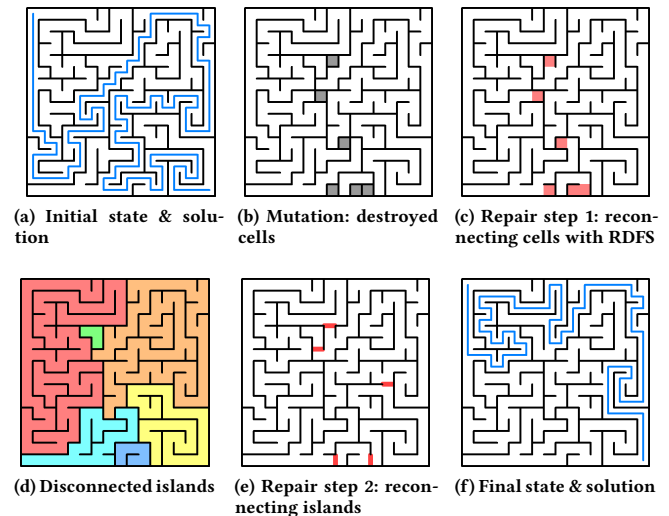 (a) Initial state & solu-
tion
(b) Mutation: destroyed
cells
(c) Repair step 1: recon-
necting cells with RDFS
(d) Disconnected islands
(e) Repair step 2: recon-
necting islands
(f) Final state & solution